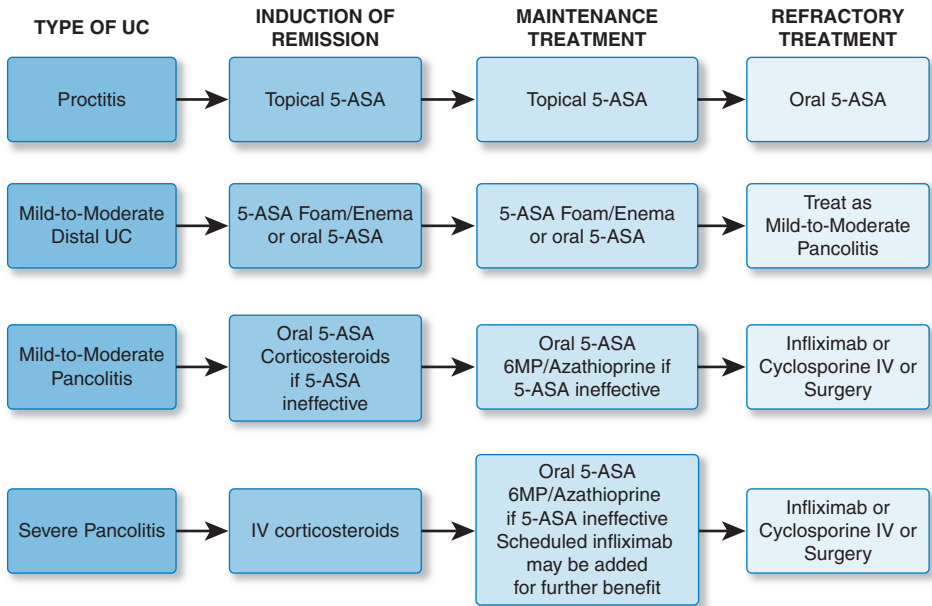 TYPE OF UC
INDUCTION OF
REMISSION
MAINTENANCE
TREATMENT
REFRACTORY
TREATMENT
Proctitis
Topical 5-ASA
Topical 5-ASA
Oral 5-ASA
Mild-to-Moderate
Distal UC
5-ASA Foam/Enema
or oral 5-ASA
5-ASA Foam/Enema
or oral 5-ASA
Treat as
Mild-to-Moderate
Pancolitis
Mild-to-Moderate
Pancolitis
Oral 5-ASA
Corticosteroids
if 5-ASA
ineffective
Oral 5-ASA
6MP/Azathioprine if
5-ASA ineffective
Infliximab or
Cyclosporine IV or
Surgery
Severe Pancolitis
IV corticosteroids
Oral 5-ASA
6MP/Azathioprine
if 5-ASA ineffective
Scheduled infliximab
may be added
for further benefit
Infliximab or
Cyclosporine IV or
Surgery